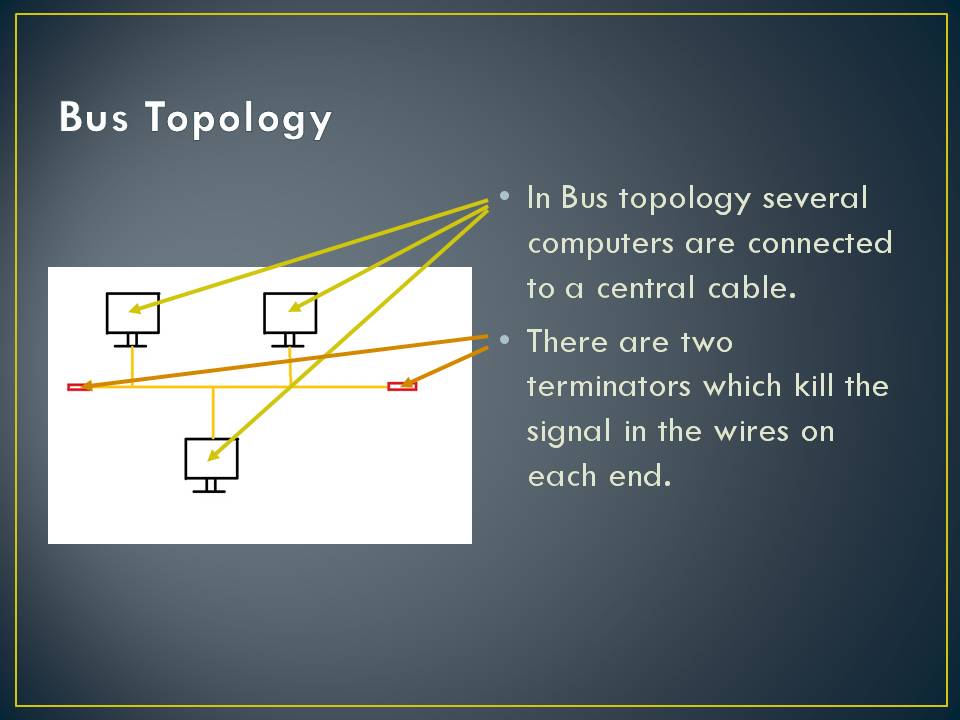 Bus Topology
• In Bus topology several
computers are connected
to a central cable.
• There are two
terminators which kill the
signal in the wires on
each end.